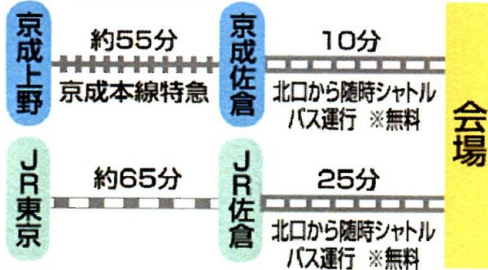 京成上野
約55分
京成本線特急
京成佐倉
10分
北口から随時シャトル
バス運行 ※無料
JR東京
約65分
JR佐倉
25分
北口から随時シャトル
バス運行 ※無料
会場